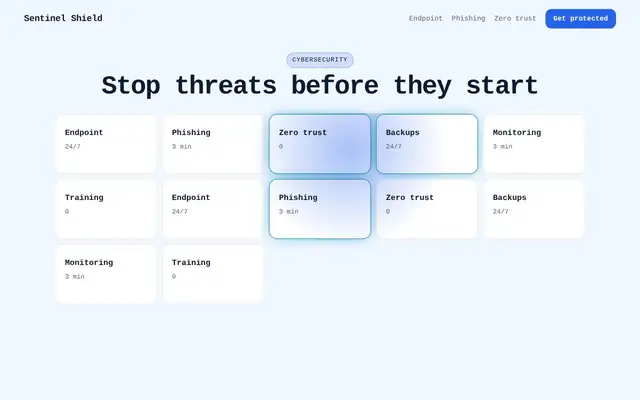 Sentinel Shield
Endpoint Phishing Zero trust Get protected
CYBERSECURITY
Stop threats before they start
Endpoint
24/7
Phishing
3 min
Zero trust
0
Backups
24/7
Monitoring
3 min
Training
0
Endpoint
24/7
Phishing
3 min
Zero trust
0
Backups
24/7
Monitoring
3 min
Training
0